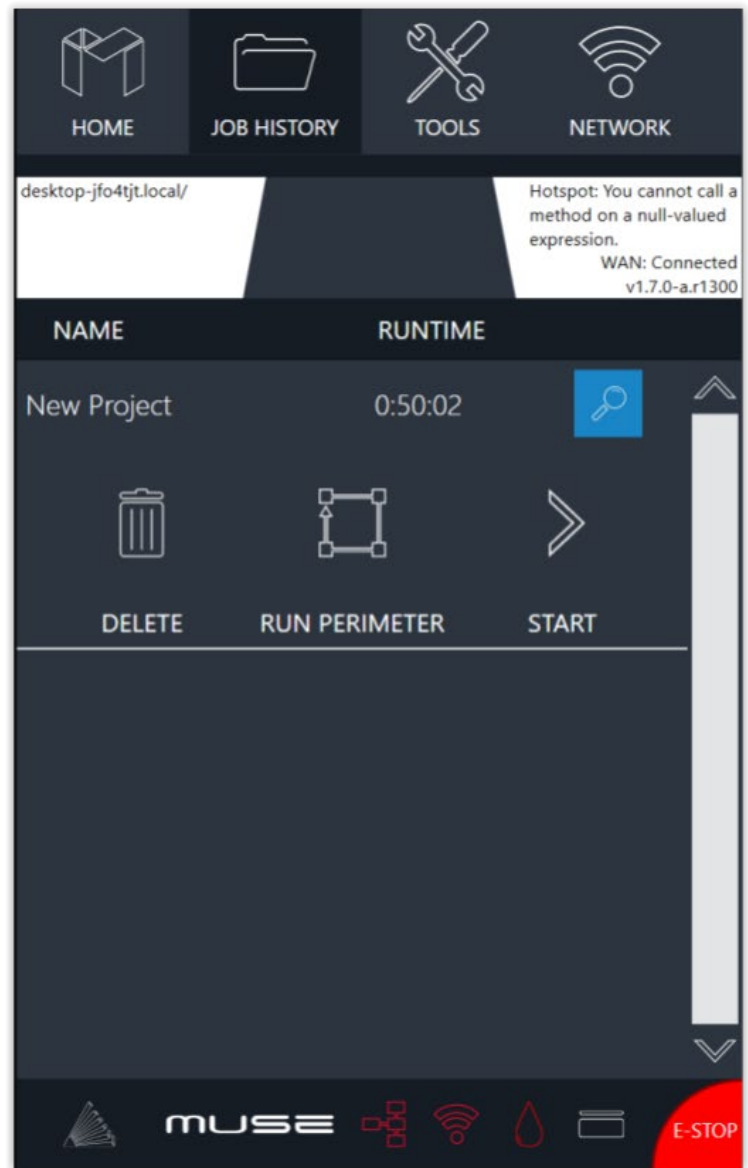 HOME JOB HISTORY TOOLS NETWORK
desktop-jfo4tjt.local/
Hotspot: You cannot call a
method on a null-valued
expression.
WAN: Connected
v1.7.0-a.r1300
NAME RUNTIME
New Project 0:50:02
DELETE RUN PERIMETER START
muse E-STOP